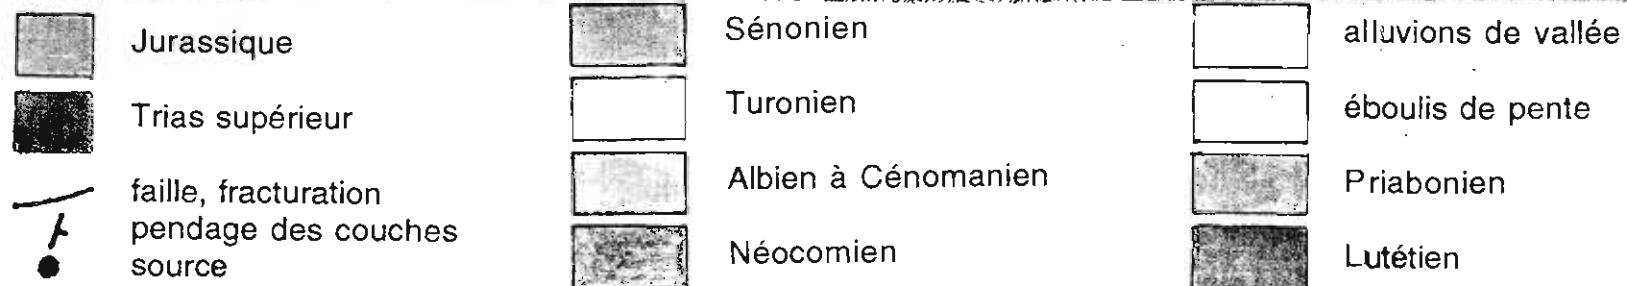 Jurassique
Trias supérieur
faille, fracturation
pendage des couches
source
Sénonien
Turonien
Albien à Cénomanien
Néocomien
alluvions de vallée
éboulis de pente
Priabonien
Lutétien